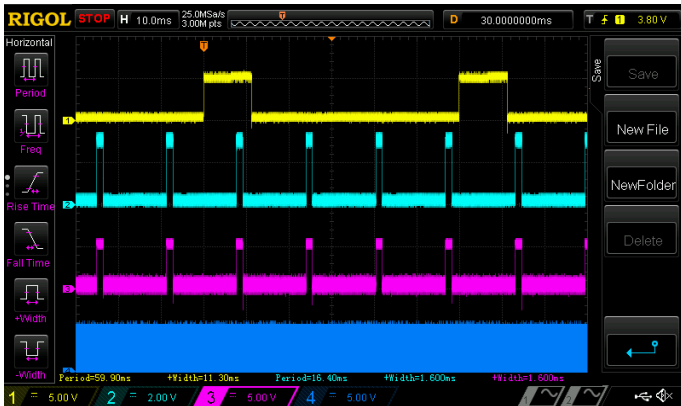 RIGOL STOP H 10.0ms 25.0MSa/s 3.00M pts T D 30.0000000ms T 1 3.80 V
Horizontal
T
Save
Save
Period
1
New File
Freq
2
NewFolder
Rise Time
Delete
Fall Time
3
+Width
4
-Width
Period=59.90ms +Width=11.30ms Period=16.40ms +Width=1.600ms +Width=1.600ms
1 = 5.00 V 2 = 2.00 V 3 = 5.00 V 4 = 5.00 V 1 2